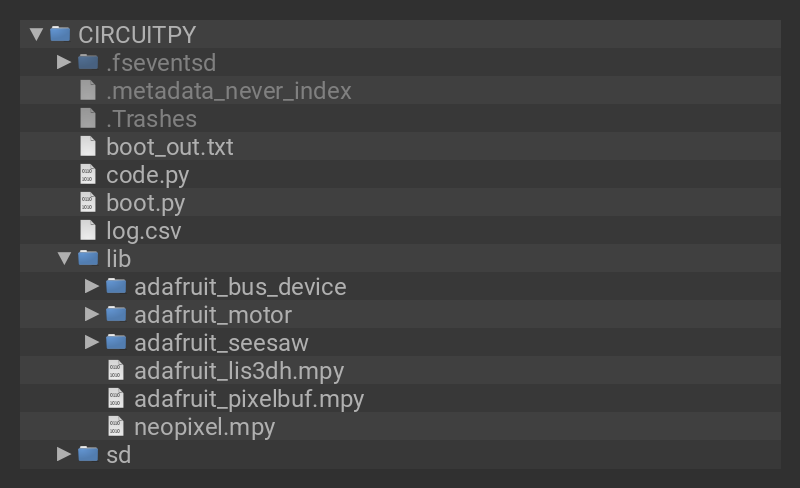 CIRCUITPY
.fseventsd
.metadata_never_index
.Trashes
boot_out.txt
code.py
boot.py
log.csv
lib
adafruit_bus_device
adafruit_motor
adafruit_seesaw
adafruit_lis3dh.mpy
adafruit_pixelbuf.mpy
neopixel.mpy
sd